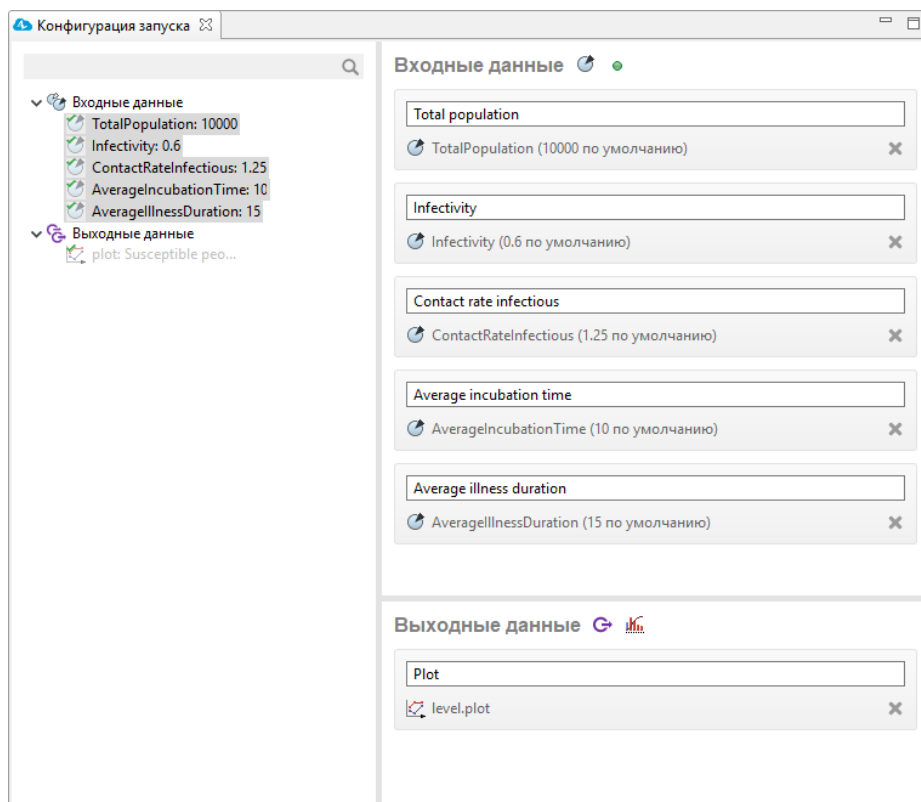 Конфигурация запуска
Входные данные
TotalPopulation: 10000
Infectivity: 0.6
ContactRateInfectious: 1.25
AverageIncubationTime: 10
AverageIllnessDuration: 15
Выходные данные
plot: Susceptible peo...
Входные данные
Total population
TotalPopulation (10000 по умолчанию)
Infectivity
Infectivity (0.6 по умолчанию)
Contact rate infectious
ContactRateInfectious (1.25 по умолчанию)
Average incubation time
AverageIncubationTime (10 по умолчанию)
Average illness duration
AverageIllnessDuration (15 по умолчанию)
Выходные данные
Plot
level.plot